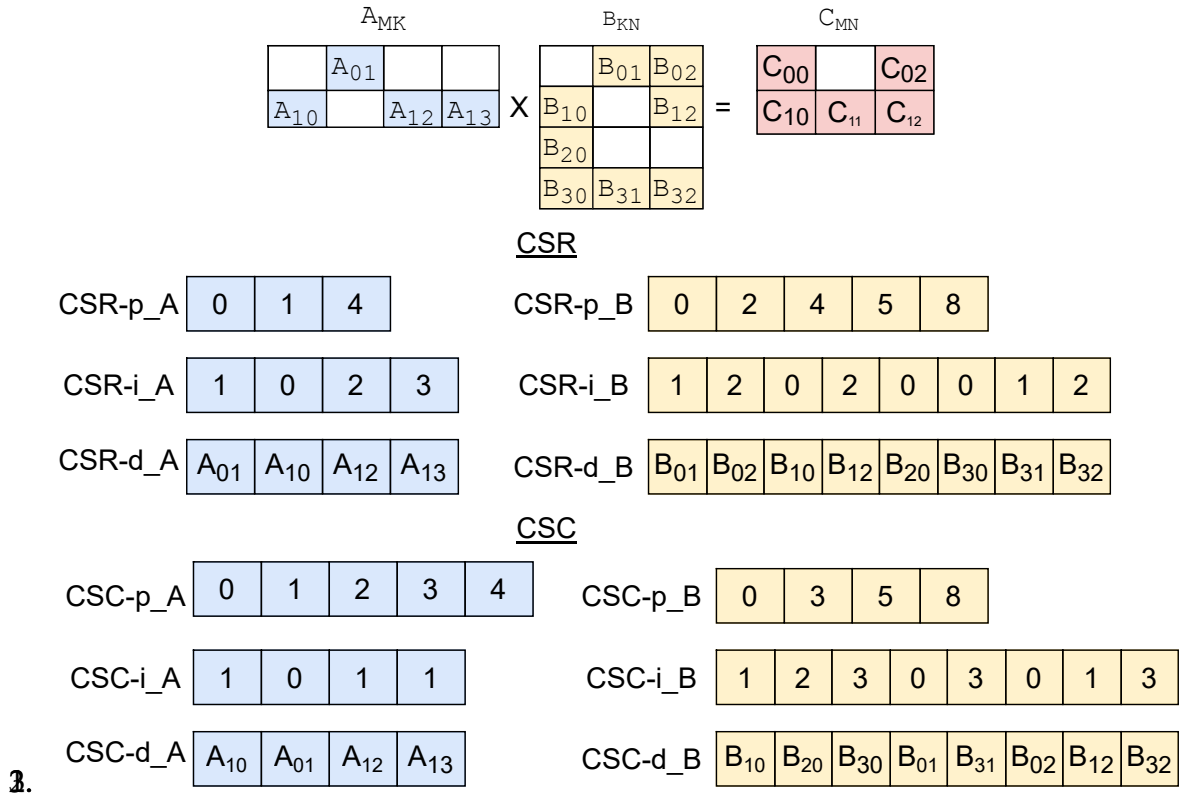 A_MK B_KN C_MN
A01 B01 B02 C00 C02
A10 A12 A13 X B10 B12 = C10 C11 C12
B20
B30 B31 B32
CSR
CSR-p_A 0 1 4 CSR-p_B 0 2 4 5 8
CSR-i_A 1 0 2 3 CSR-i_B 1 2 0 2 0 0 1 2
CSR-d_A A01 A10 A12 A13 CSR-d_B B01 B02 B10 B12 B20 B30 B31 B32
CSC
CSC-p_A 0 1 2 3 4 CSC-p_B 0 3 5 8
CSC-i_A 1 0 1 1 CSC-i_B 1 2 3 0 3 0 1 3
CSC-d_A A10 A01 A12 A13 CSC-d_B B10 B20 B30 B01 B31 B02 B12 B32